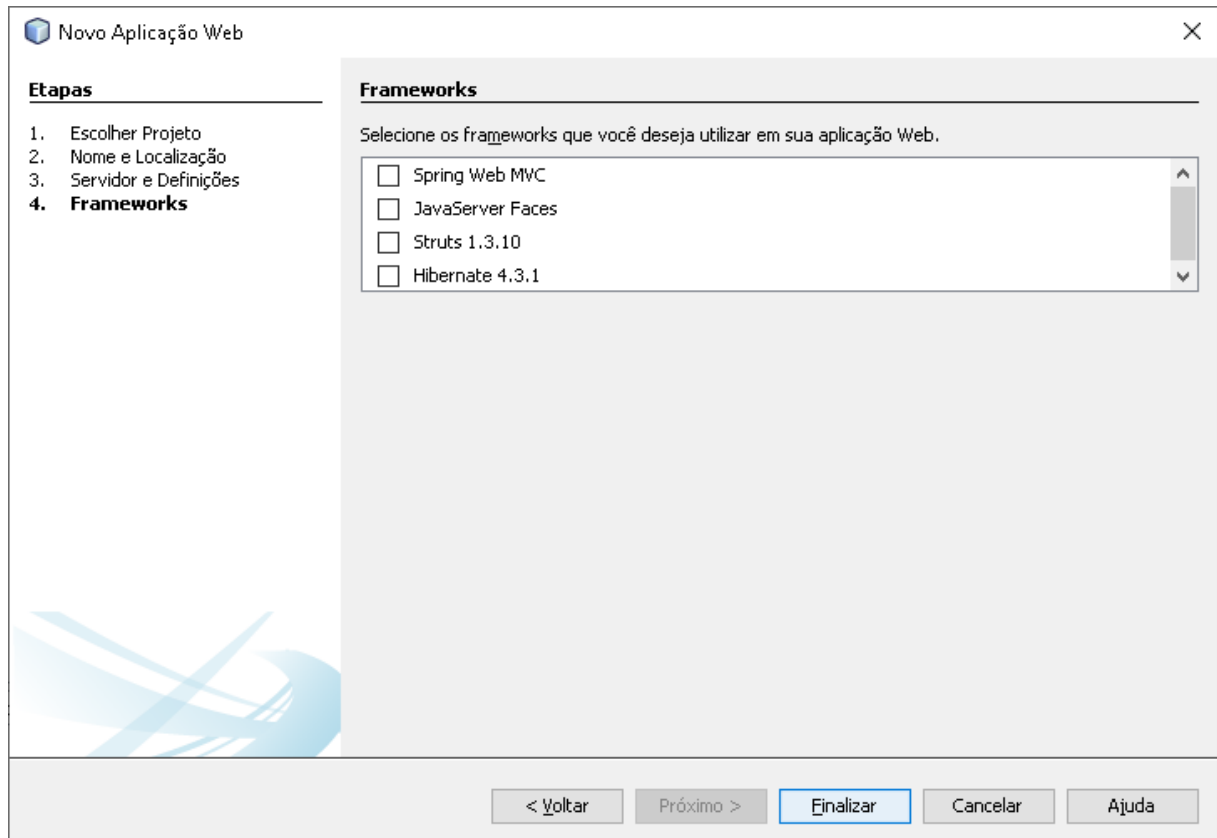 Novo Aplicação Web
Etapas
1. Escolher Projeto
2. Nome e Localização
3. Servidor e Definições
4. Frameworks
Frameworks
Selecione os frameworks que você deseja utilizar em sua aplicação Web.
Spring Web MVC
JavaServer Faces
Struts 1.3.10
Hibernate 4.3.1
< Voltar
Próximo >
Finalizar
Cancelar
Ajuda